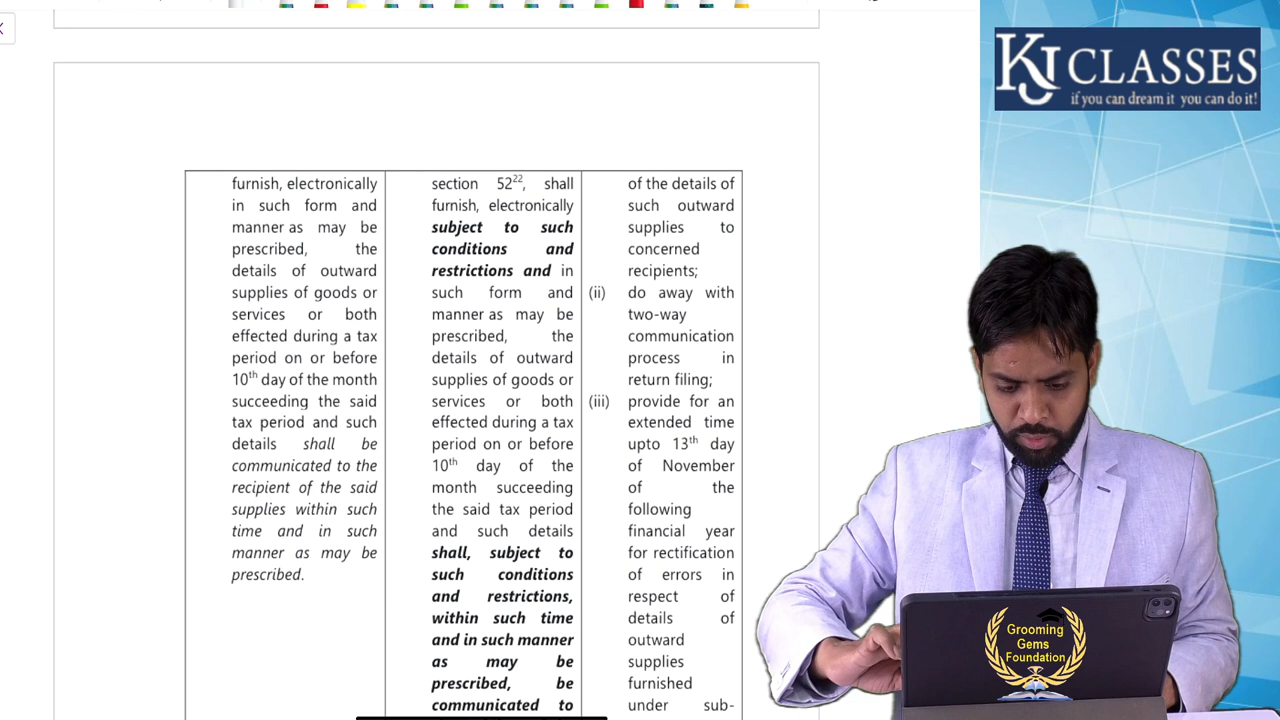 furnish, electronically
in such form and
manner as may be
prescribed, the
details of outward
supplies of goods or
services or both
effected during a tax
period on or before
10th day of the month
succeeding the said
tax period and such
details shall be
communicated to the
recipient of the said
supplies within such
time and in such
manner as may be
prescribed.
section 52²², shall
furnish, electronically
subject to such
conditions and
restrictions and in
such form and
manner as may be
prescribed, the
details of outward
supplies of goods or
services or both
effected during a tax
period on or before
10th day of the
month succeeding
the said tax period
and such details
shall, subject to
such conditions
and restrictions,
within such time
and in such manner
as may be
prescribed, be
communicated to
of the details of
such outward
supplies to
concerned
recipients;
(ii) do away with
two-way
communication
process in
return filing;
(iii) provide for an
extended time
upto 13th day
of November
of the
following
financial year
for rectification
of errors in
respect of
details of
outward
supplies
furnished
under sub-
KJ CLASSES
if you can dream it you can do it!
Grooming
Gems
Foundation